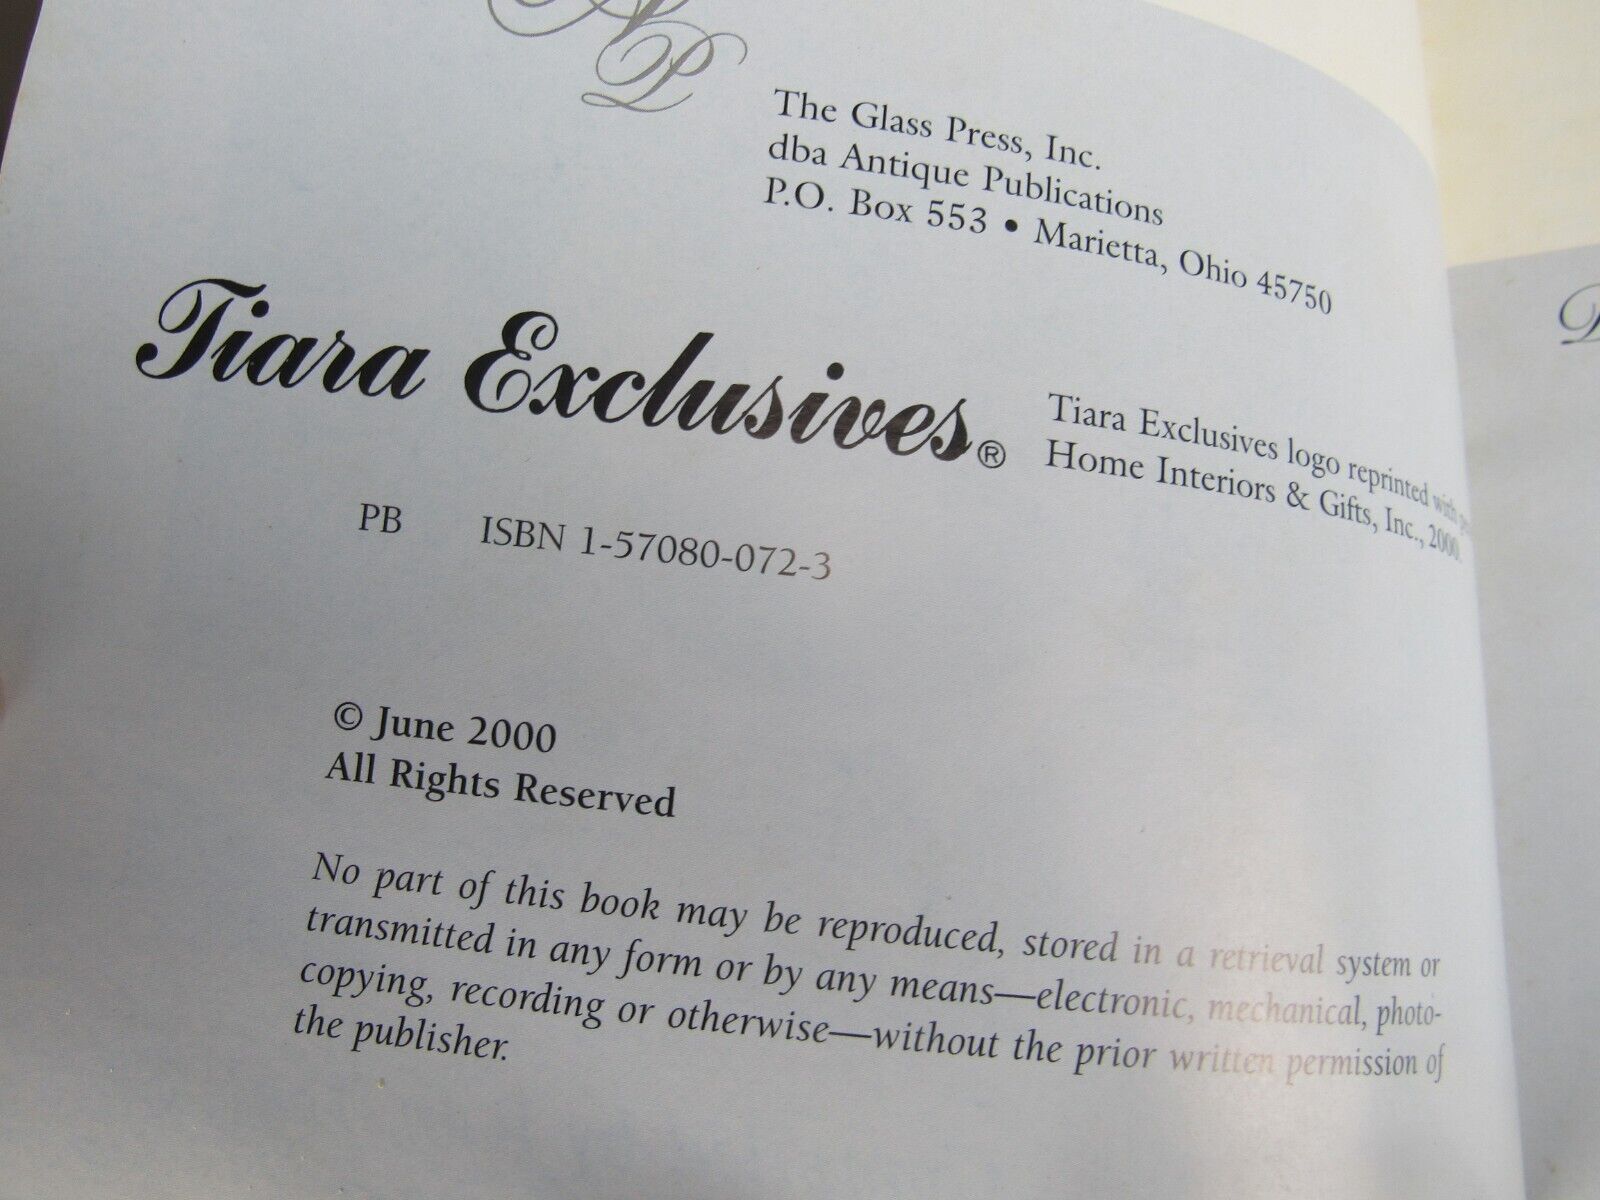 AP
The Glass Press, Inc.
dba Antique Publications
P.O. Box 553 • Marietta, Ohio 45750
Tiara Exclusives®
Tiara Exclusives logo reprinted with
Home Interiors & Gifts, Inc., 2000.
PB ISBN 1-57080-072-3
© June 2000
All Rights Reserved
No part of this book may be reproduced, stored in a retrieval system or
transmitted in any form or by any means—electronic, mechanical, photo-
copying, recording or otherwise—without the prior written permission of
the publisher.